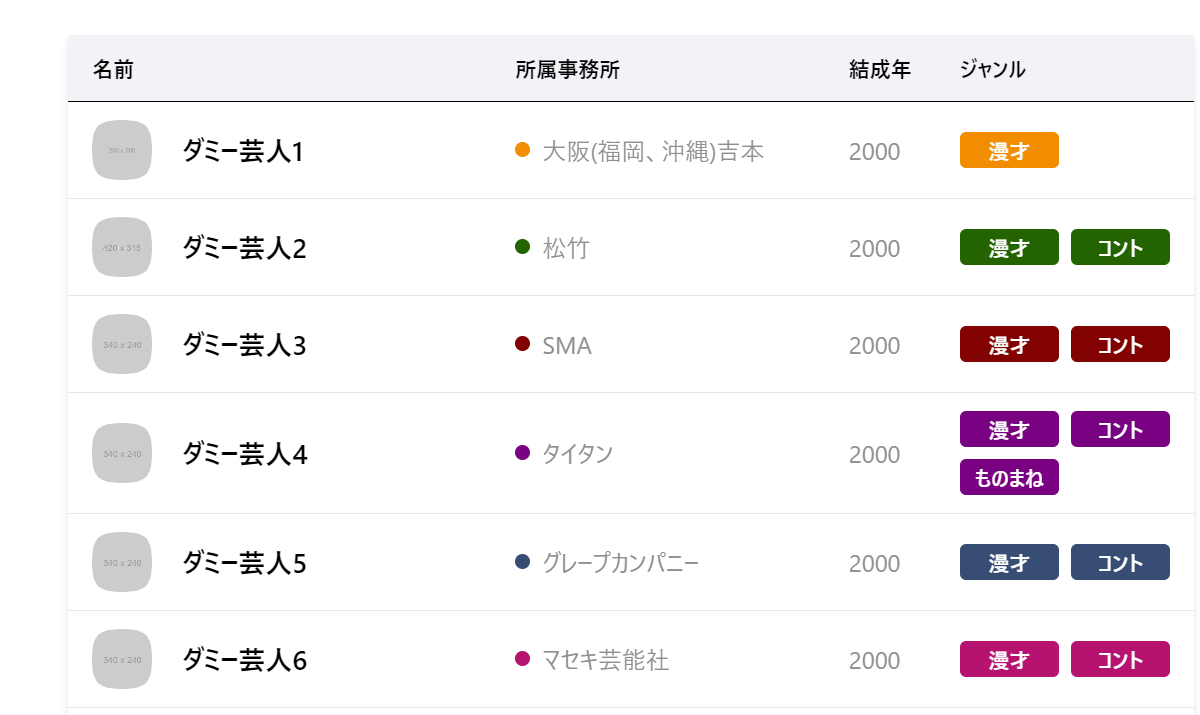 名前 所属事務所 結成年 ジャンル
200 x 200 ダミー芸人1 大阪(福岡、沖縄)吉本 2000 漫才
420 x 315 ダミー芸人2 松竹 2000 漫才 コント
340 x 240 ダミー芸人3 SMA 2000 漫才 コント
漫才 コント
340 x 240 ダミー芸人4 タイタン 2000
ものまね
340 x 240 ダミー芸人5 グレープカンパニー 2000 漫才 コント
340 x 240 ダミー芸人6 マセキ芸能社 2000 漫才 コント